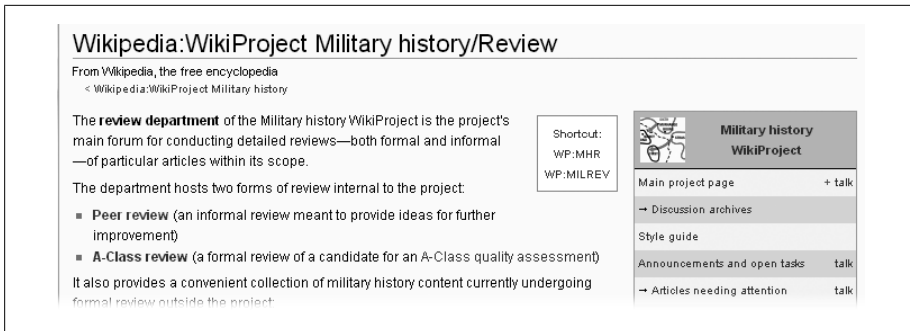 Wikipedia:WikiProject Military history/Review
From Wikipedia, the free encyclopedia
< Wikipedia:WikiProject Military history
The review department of the Military history WikiProject is the project's
main forum for conducting detailed reviews—both formal and informal
—of particular articles within its scope.
The department hosts two forms of review internal to the project:
Peer review (an informal review meant to provide ideas for further
improvement)
A-Class review (a formal review of a candidate for an A-Class quality assessment)
It also provides a convenient collection of military history content currently undergoing
formal review outside the project:
Shortcut:
WP:MHR
WP:MILREV
Military history
WikiProject
Main project page + talk
→ Discussion archives
Style guide
Announcements and open tasks talk
→ Articles needing attention talk